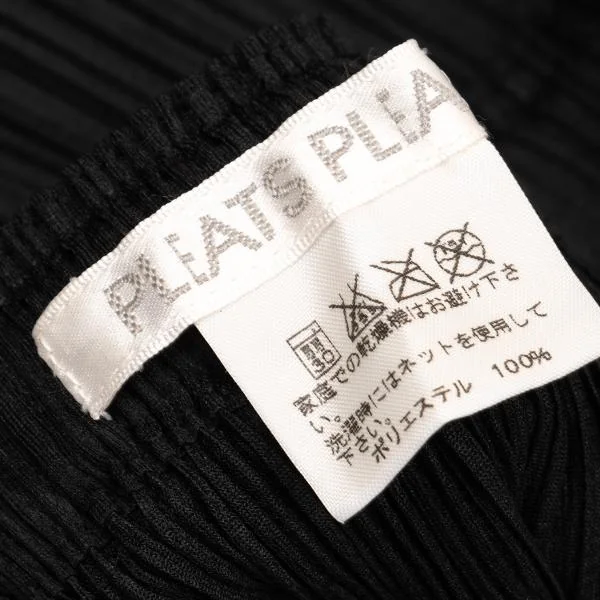 PLEATS PLEA
30
家庭での乾燥機はお避け下さ
い。
洗濯時にはネットを使用して
下さい。
ポリエステル 100%